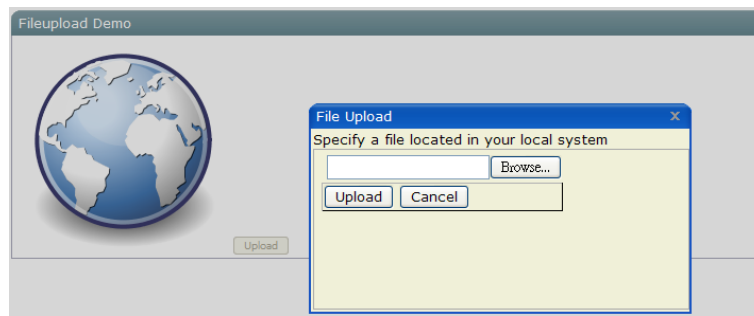 Fileupload Demo
Upload
File Upload X
Specify a file located in your local system
Browse...
Upload Cancel